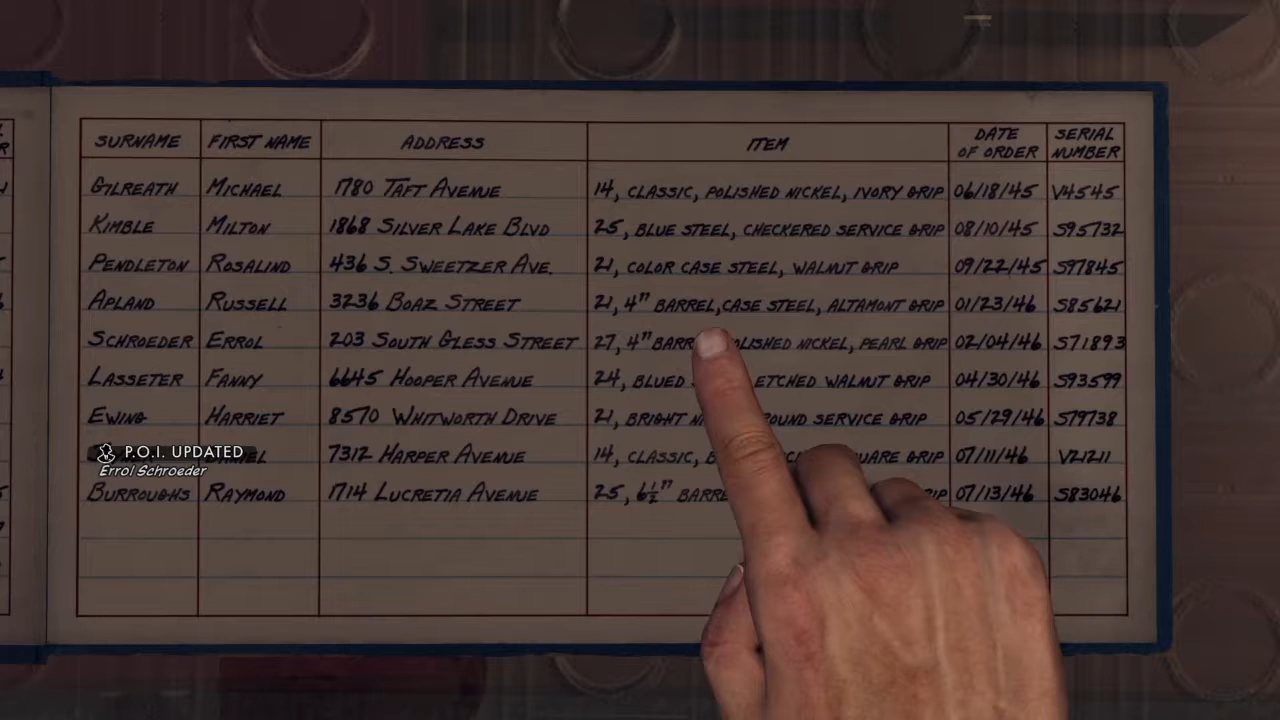 SURNAME FIRST NAME ADDRESS ITEM DATE OF ORDER SERIAL NUMBER
GILREATH MICHAEL 1780 TAFT AVENUE 14, CLASSIC, POLISHED NICKEL, IVORY GRIP 06/18/45 V4545
KIMBLE MILTON 1868 SILVER LAKE BLVD 25, BLUE STEEL, CHECKERED SERVICE GRIP 08/10/45 S95732
PENDLETON ROSALIND 436 S. SWEETZER AVE. 21, COLOR CASE STEEL, WALNUT GRIP 09/22/45 S97845
APLAND RUSSELL 3236 BOAZ STREET 21, 4" BARREL, CASE STEEL, ALTAMONT GRIP 01/23/46 S85621
SCHROEDER ERROL 203 SOUTH GLESS STREET 27, 4" BARR OLISHED NICKEL, PEARL GRIP 02/04/46 S71893
LASSETER FANNY 6645 HOOPER AVENUE 24, BLUED ETCHED WALNUT GRIP 04/30/46 S93599
EWING HARRIET 8570 WHITWORTH DRIVE 21, BRIGHT OUND SERVICE GRIP 05/29/46 S79738
P.O.I. UPDATED
Errol Schroeder
7312 HARPER AVENUE 14, CLASSIC, GRIP 07/11/46 V21211
BURROUGHS RAYMOND 1714 LUCRETIA AVENUE 25, 6½" BARRE 07/13/46 S83046